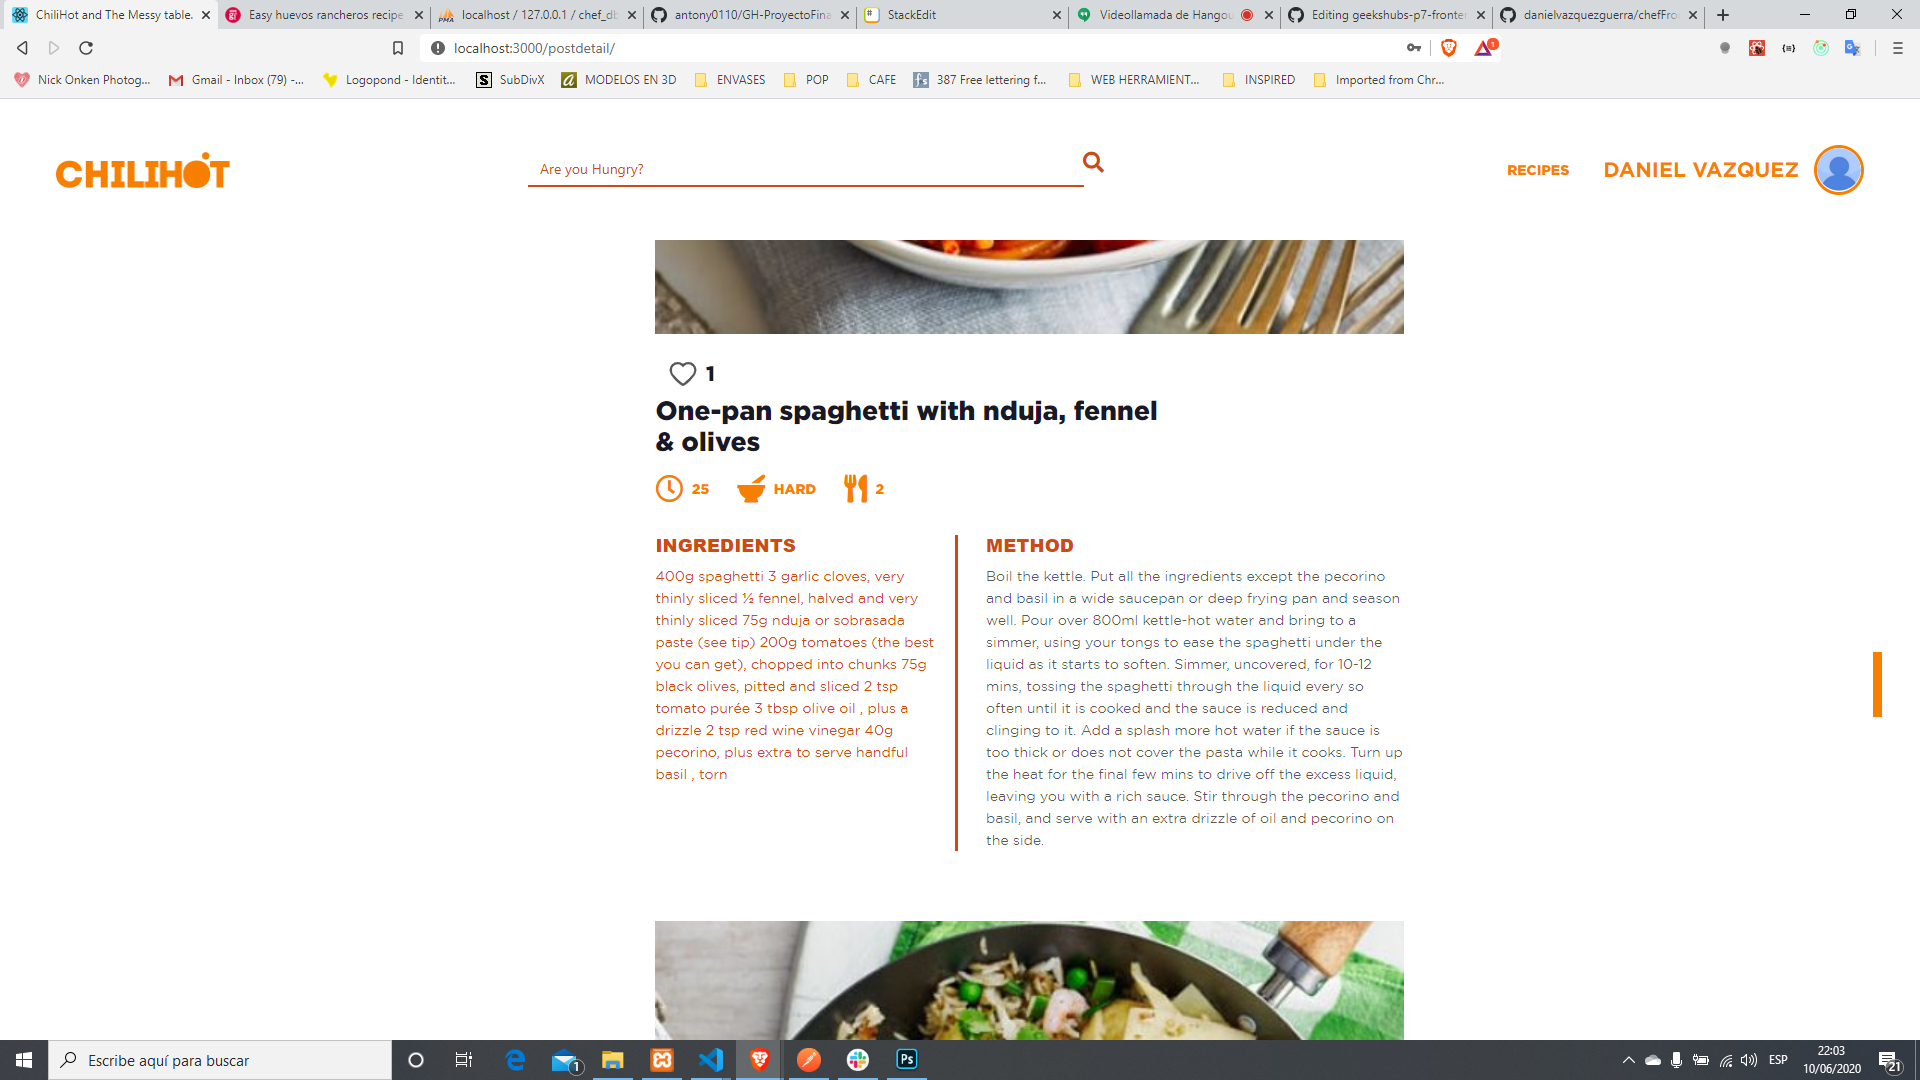 ChiliHot and The Messy table.
Easy huevos rancheros recipe
localhost / 127.0.0.1 / chef_db
antony0110/GH-ProyectoFina
StackEdit
Videollamada de Hangou
Editing geekshubs-p7-fronter
danielvazquezguerra/chefFro
localhost:3000/postdetail/
1
Nick Onken Photog...
Gmail - Inbox (79) -...
Logopond - Identit...
SubDivX
MODELOS EN 3D
ENVASES
POP
CAFE
387 Free lettering f...
WEB HERRAMIENT...
INSPIRED
Imported from Chr...
CHILIHOT
Are you Hungry?
RECIPES
DANIEL VAZQUEZ
1
One-pan spaghetti with nduja, fennel
& olives
25
HARD
2
INGREDIENTS
400g spaghetti 3 garlic cloves, very
thinly sliced ½ fennel, halved and very
thinly sliced 75g nduja or sobrasada
paste (see tip) 200g tomatoes (the best
you can get), chopped into chunks 75g
black olives, pitted and sliced 2 tsp
tomato purée 3 tbsp olive oil , plus a
drizzle 2 tsp red wine vinegar 40g
pecorino, plus extra to serve handful
basil , torn
METHOD
Boil the kettle. Put all the ingredients except the pecorino
and basil in a wide saucepan or deep frying pan and season
well. Pour over 800ml kettle-hot water and bring to a
simmer, using your tongs to ease the spaghetti under the
liquid as it starts to soften. Simmer, uncovered, for 10-12
mins, tossing the spaghetti through the liquid every so
often until it is cooked and the sauce is reduced and
clinging to it. Add a splash more hot water if the sauce is
too thick or does not cover the pasta while it cooks. Turn up
the heat for the final few mins to drive off the excess liquid,
leaving you with a rich sauce. Stir through the pecorino and
basil, and serve with an extra drizzle of oil and pecorino on
the side.
Escribe aquí para buscar
1
Ps
ESP
22:03
10/06/2020
21